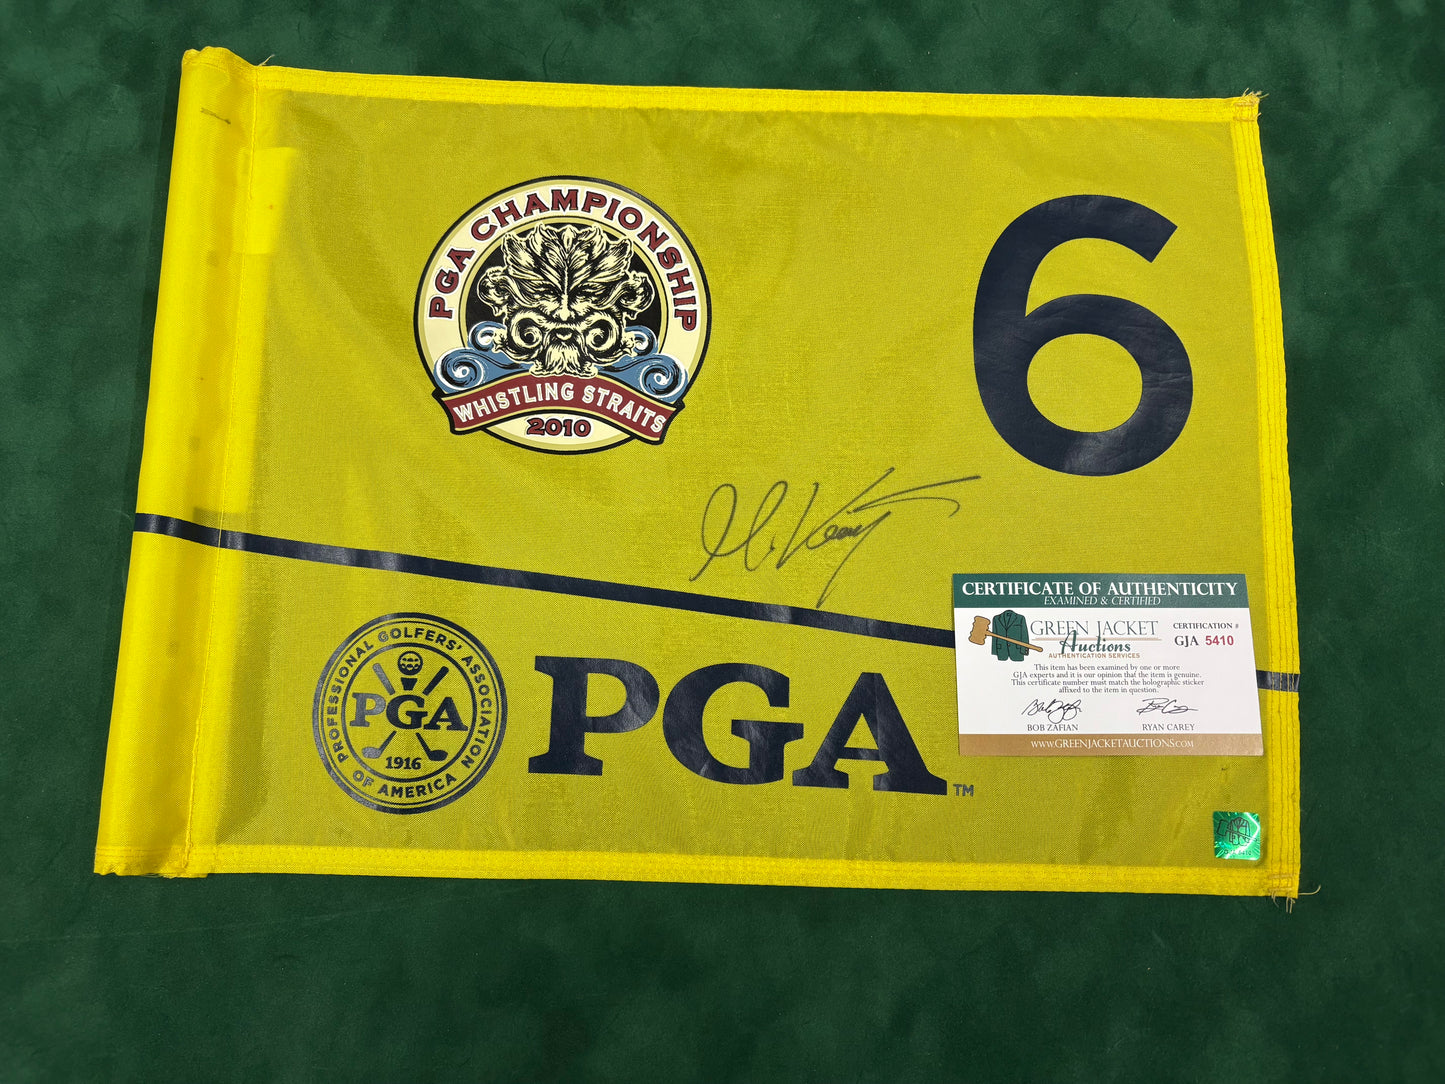 PGA CHAMPIONSHIP
WHISTLING STRAITS
2010
6
PROFESSIONAL GOLFERS' ASSOCIATION
OF AMERICA
PGA
1916
PGA™
CERTIFICATE OF AUTHENTICITY
EXAMINED & CERTIFIED
GREEN JACKET
Auctions
AUTHENTICATION SERVICES
CERTIFICATION #
GJA 5410
This item has been examined by one or more
GJA experts and it is our opinion that the item is genuine.
This certificate number must match the holographic sticker
affixed to the item in question.
BOB ZAFIAN
RYAN CAREY
WWW.GREENJACKETAUCTIONS.COM